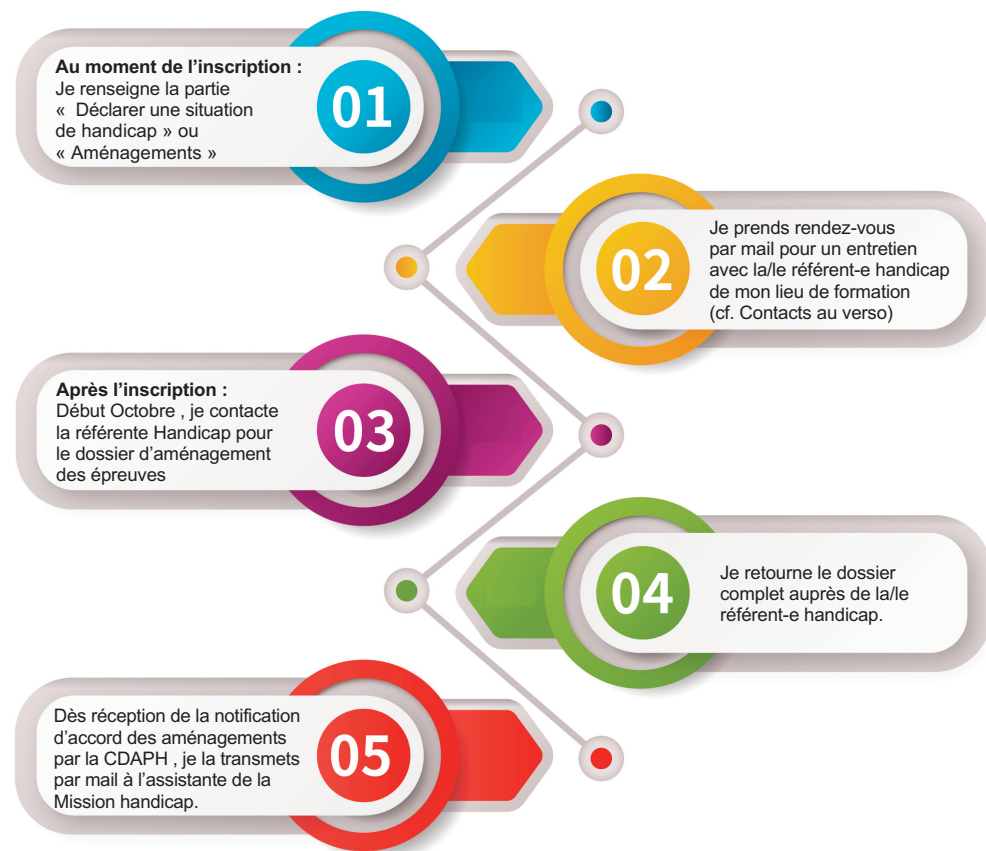 Au moment de l'inscription :
Je renseigne la partie
« Déclarer une situation
de handicap » ou
« Aménagements »
01
02
Je prends rendez-vous
par mail pour un entretien
avec la/le référent-e handicap
de mon lieu de formation
(cf. Contacts au verso)
Après l'inscription :
Début Octobre , je contacte
la référente Handicap pour
le dossier d'aménagement
des épreuves
03
04
Je retourne le dossier
complet auprès de la/le
référent-e handicap.
Dès réception de la notification
d'accord des aménagements
par la CDAPH , je la transmets
par mail à l'assistante de la
Mission handicap.
05